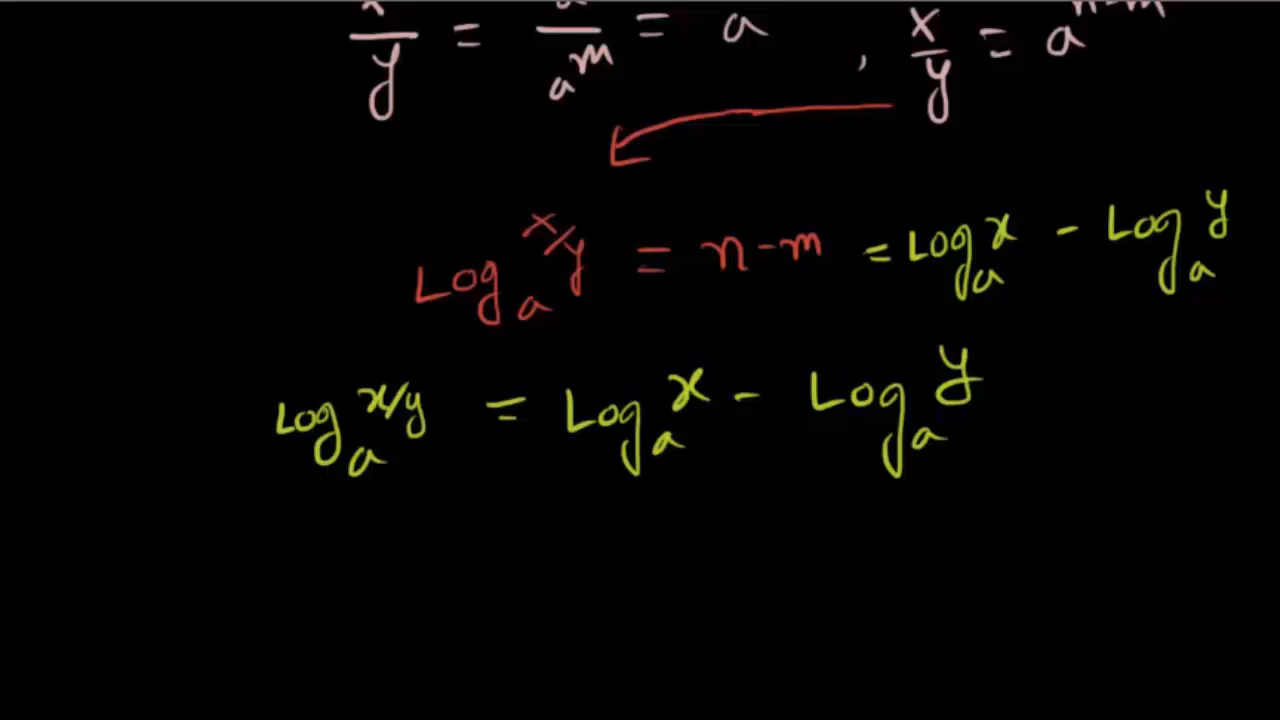 x/y = a/a^m = a , x/y = a^(n-m)
Log_a x/y = n-m = Log_a x - Log_a y
Log_a x/y = Log_a x - Log_a y